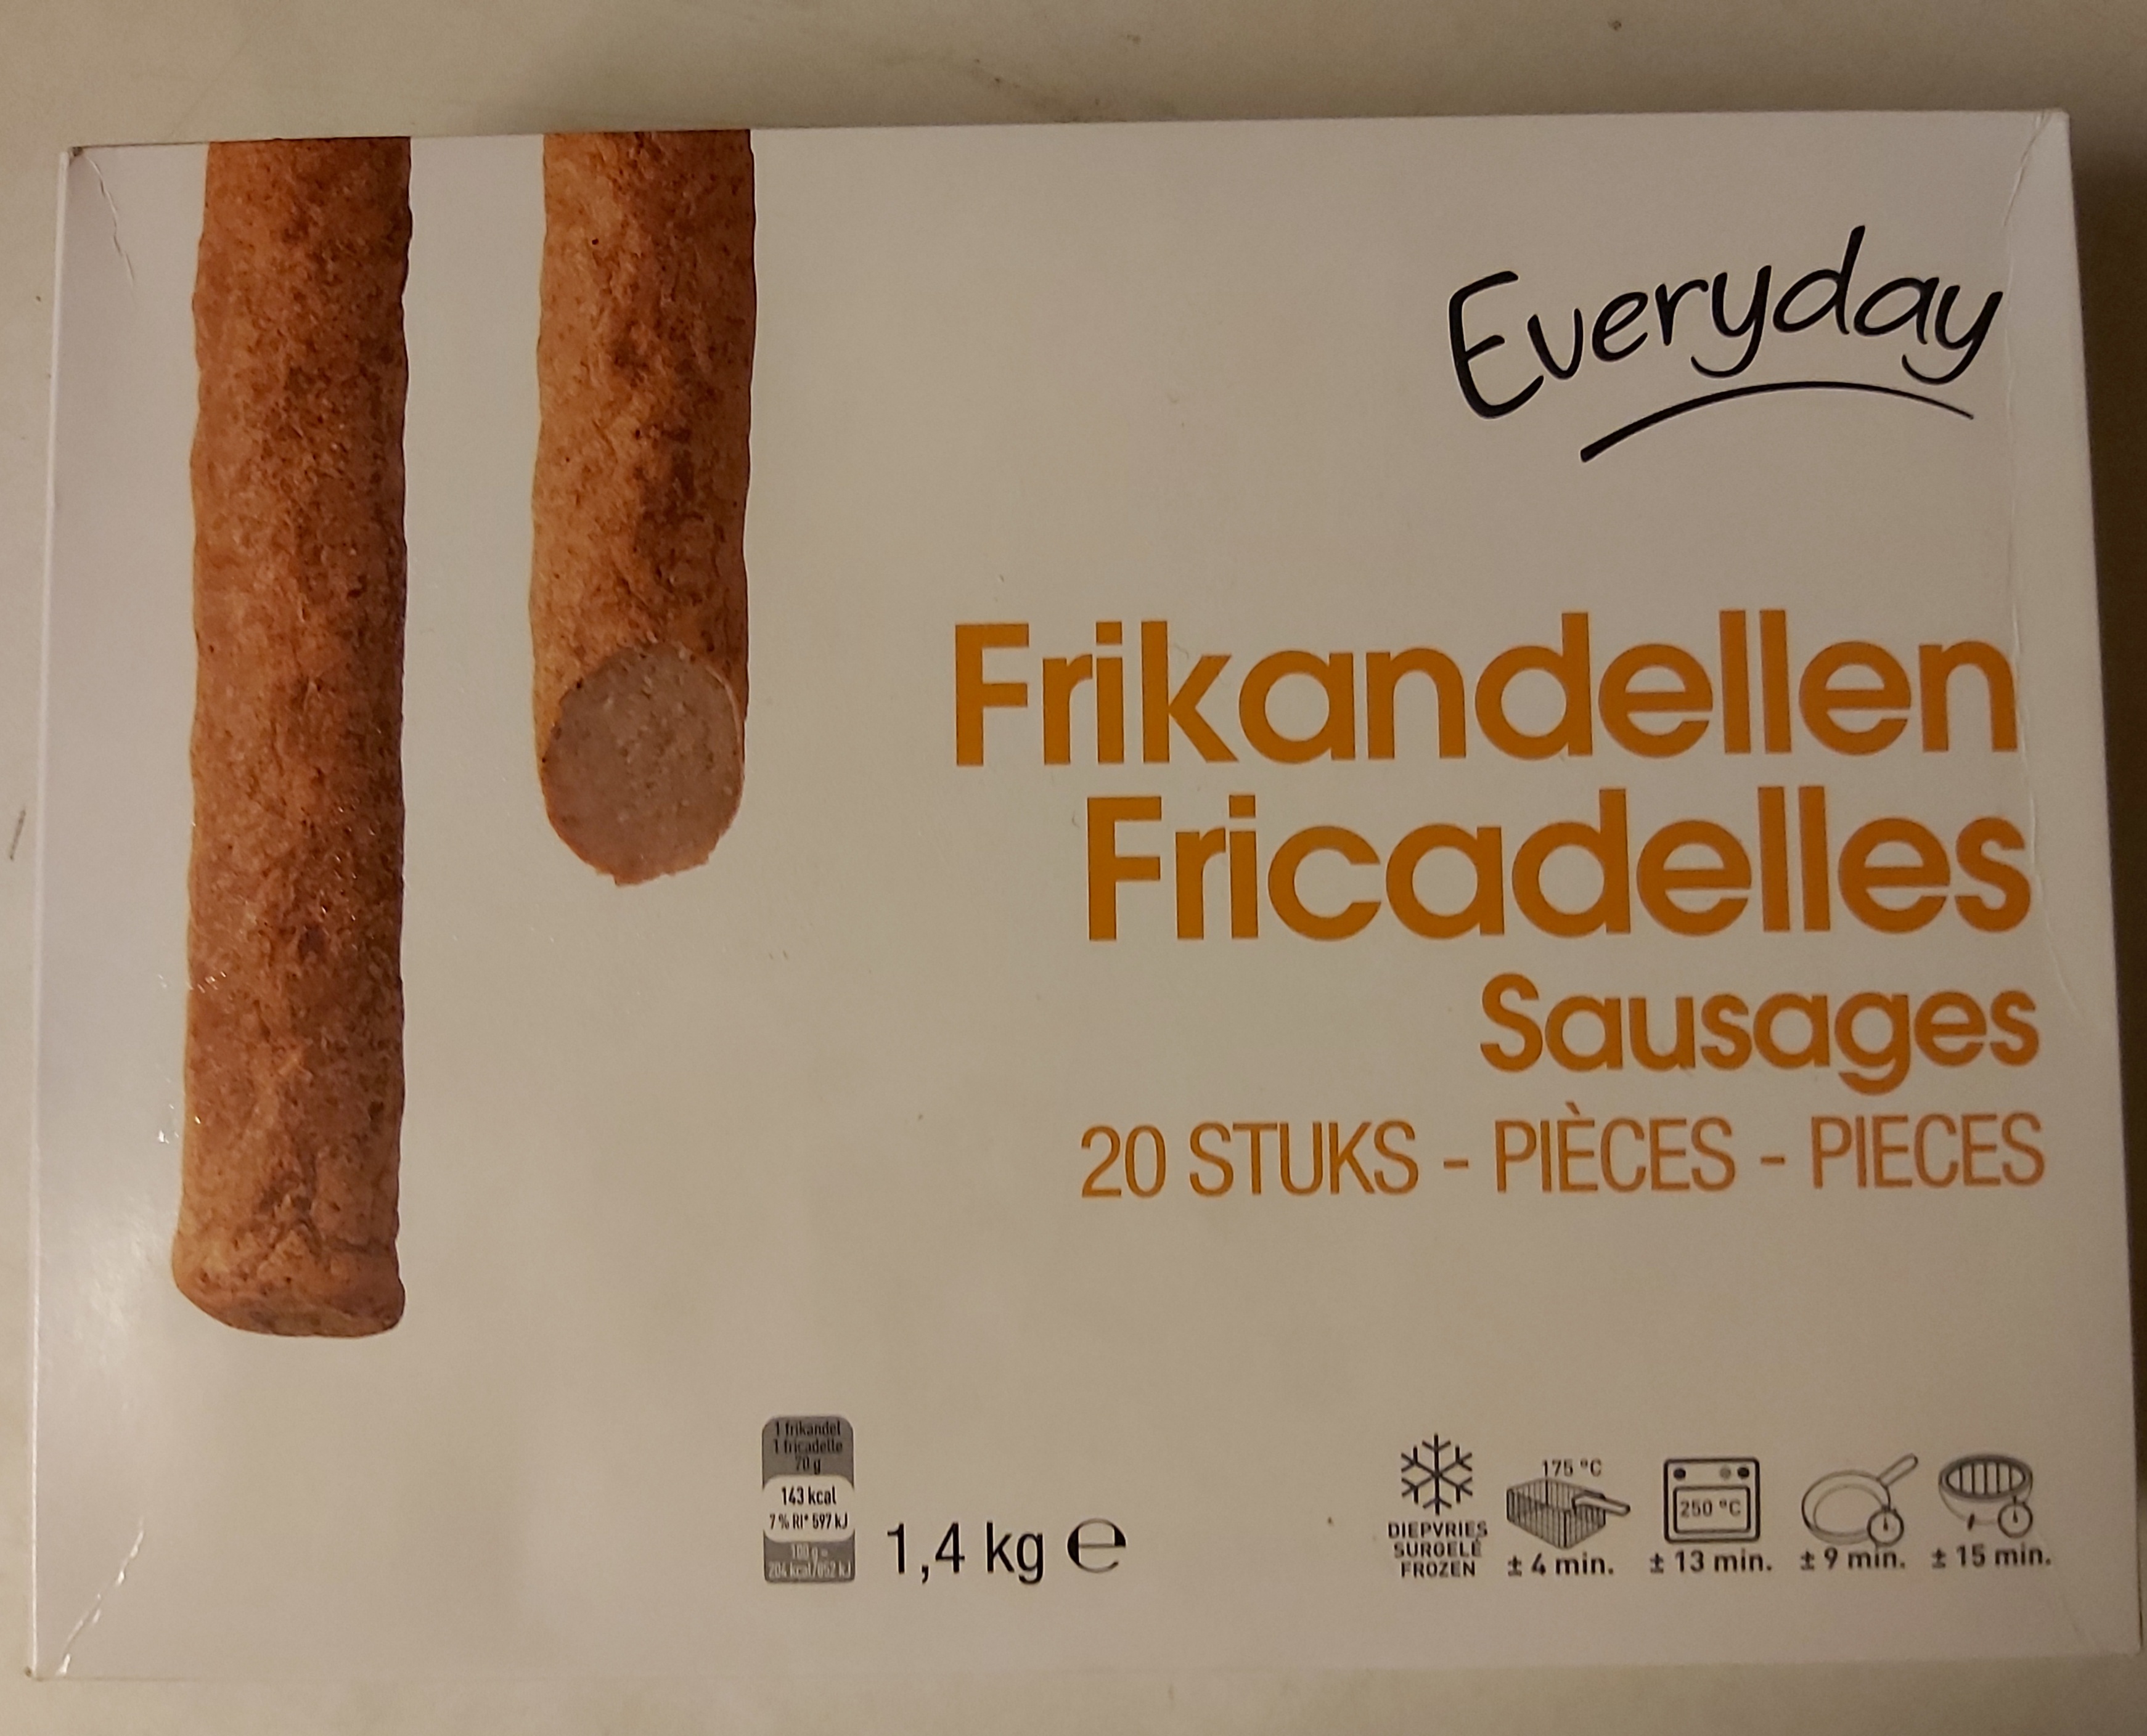 Everyday
Frikandellen
Fricadelles
Sausages
20 STUKS - PIÈCES - PIECES
1 frikandel
1 fricadelle
70 g
143 kcal
7 % RI* 597 kJ
100 g =
204 kcal/852 kJ
1,4 kg ℮
DIEPVRIES
SURGELÉ
FROZEN
175 °C
± 4 min.
250 °C
± 13 min.
± 9 min.
± 15 min.